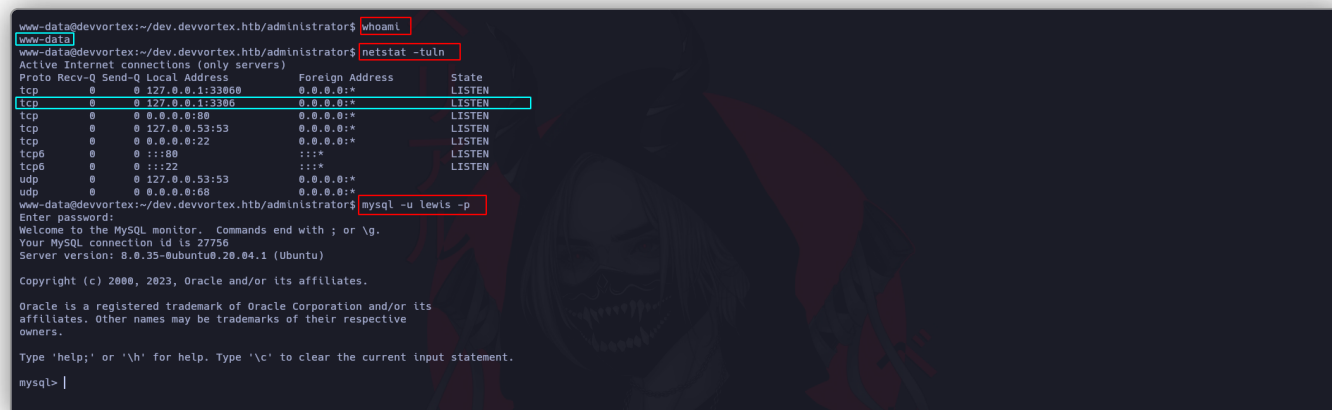 www-data@devvortex:~/dev.devvortex.htb/administrator$ whoami
www-data
www-data@devvortex:~/dev.devvortex.htb/administrator$ netstat -tuln
Active Internet connections (only servers)
Proto Recv-Q Send-Q Local Address           Foreign Address         State
tcp        0      0 127.0.0.1:33060         0.0.0.0:*               LISTEN
tcp        0      0 127.0.0.1:3306          0.0.0.0:*               LISTEN
tcp        0      0 0.0.0.0:80              0.0.0.0:*               LISTEN
tcp        0      0 127.0.0.53:53           0.0.0.0:*               LISTEN
tcp        0      0 0.0.0.0:22              0.0.0.0:*               LISTEN
tcp6       0      0 :::80                   :::*                    LISTEN
tcp6       0      0 :::22                   :::*                    LISTEN
udp        0      0 127.0.0.53:53           0.0.0.0:*
udp        0      0 0.0.0.0:68              0.0.0.0:*
www-data@devvortex:~/dev.devvortex.htb/administrator$ mysql -u lewis -p
Enter password:
Welcome to the MySQL monitor.  Commands end with ; or \g.
Your MySQL connection id is 27756
Server version: 8.0.35-0ubuntu0.20.04.1 (Ubuntu)

Copyright (c) 2000, 2023, Oracle and/or its affiliates.

Oracle is a registered trademark of Oracle Corporation and/or its
affiliates. Other names may be trademarks of their respective
owners.

Type 'help;' or '\h' for help. Type '\c' to clear the current input statement.

mysql>